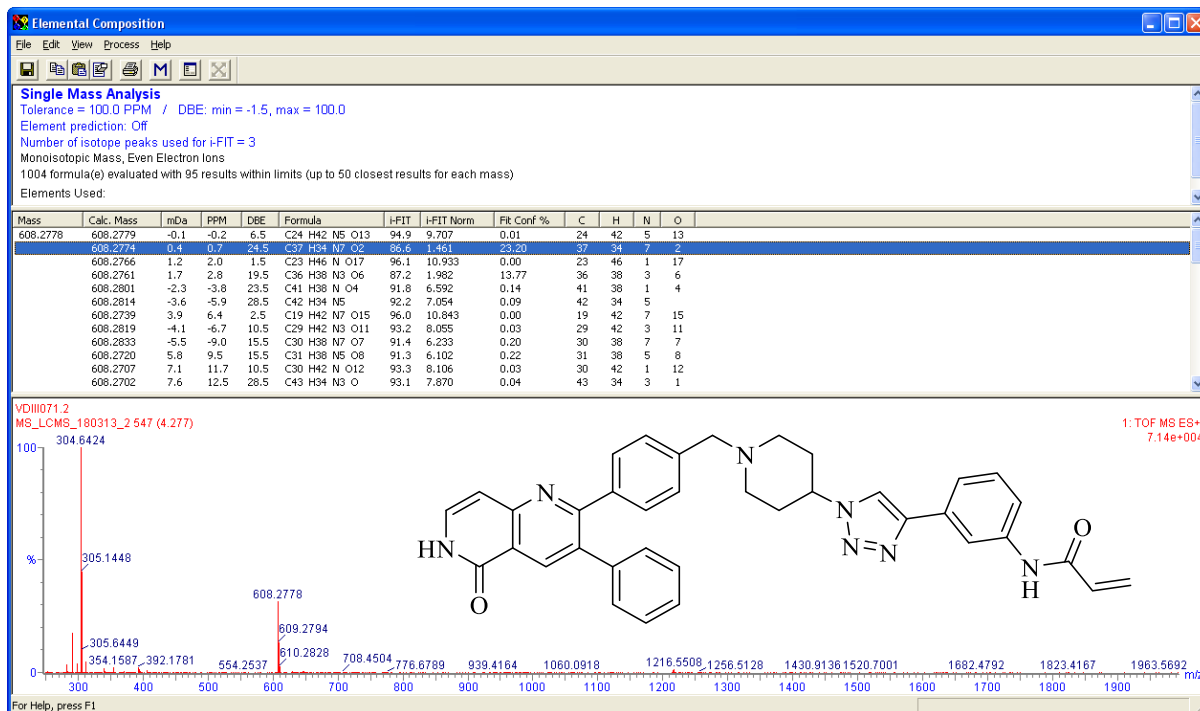 Elemental Composition
File Edit View Process Help
M
Single Mass Analysis
Tolerance = 100.0 PPM / DBE: min = -1.5, max = 100.0
Element prediction: Off
Number of isotope peaks used for i-FIT = 3
Monoisotopic Mass, Even Electron Ions
1004 formula(e) evaluated with 95 results within limits (up to 50 closest results for each mass)
Elements Used:
Mass Calc. Mass mDa PPM DBE Formula i-FIT i-FIT Norm Fit Conf % C H N O
608.2778 608.2779 -0.1 -0.2 6.5 C24 H42 N5 O13 94.9 9.707 0.01 24 42 5 13
608.2774 0.4 0.7 24.5 C37 H34 N7 O2 86.6 1.461 23.20 37 34 7 2
608.2766 1.2 2.0 1.5 C23 H46 N O17 96.1 10.933 0.00 23 46 1 17
608.2761 1.7 2.8 19.5 C36 H38 N3 O6 87.2 1.982 13.77 36 38 3 6
608.2801 -2.3 -3.8 23.5 C41 H38 N O4 91.8 6.592 0.14 41 38 1 4
608.2814 -3.6 -5.9 28.5 C42 H34 N5 92.2 7.054 0.09 42 34 5
608.2739 3.9 6.4 2.5 C19 H42 N7 O15 96.0 10.843 0.00 19 42 7 15
608.2819 -4.1 -6.7 10.5 C29 H42 N3 O11 93.2 8.055 0.03 29 42 3 11
608.2833 -5.5 -9.0 15.5 C30 H38 N7 O7 91.4 6.233 0.20 30 38 7 7
608.2720 5.8 9.5 15.5 C31 H38 N5 O8 91.3 6.102 0.22 31 38 5 8
608.2707 7.1 11.7 10.5 C30 H42 N O12 93.3 8.106 0.03 30 42 1 12
608.2702 7.6 12.5 28.5 C43 H34 N3 O 93.1 7.870 0.04 43 34 3 1
VDIII071.2
MS_LCMS_180313_2 547 (4.277)
1: TOF MS ES+
7.14e+004
100
%
0
304.6424
305.1448
305.6449
354.1587
392.1781
554.2537
608.2778
609.2794
610.2828
708.4504
776.6789
939.4164
1060.0918
1216.5508
1256.5128
1430.9136
1520.7001
1682.4792
1823.4167
1963.5692
N
HN
O
N
N
N
N
N
H
O
m/z
300 400 500 600 700 800 900 1000 1100 1200 1300 1400 1500 1600 1700 1800 1900
For Help, press F1